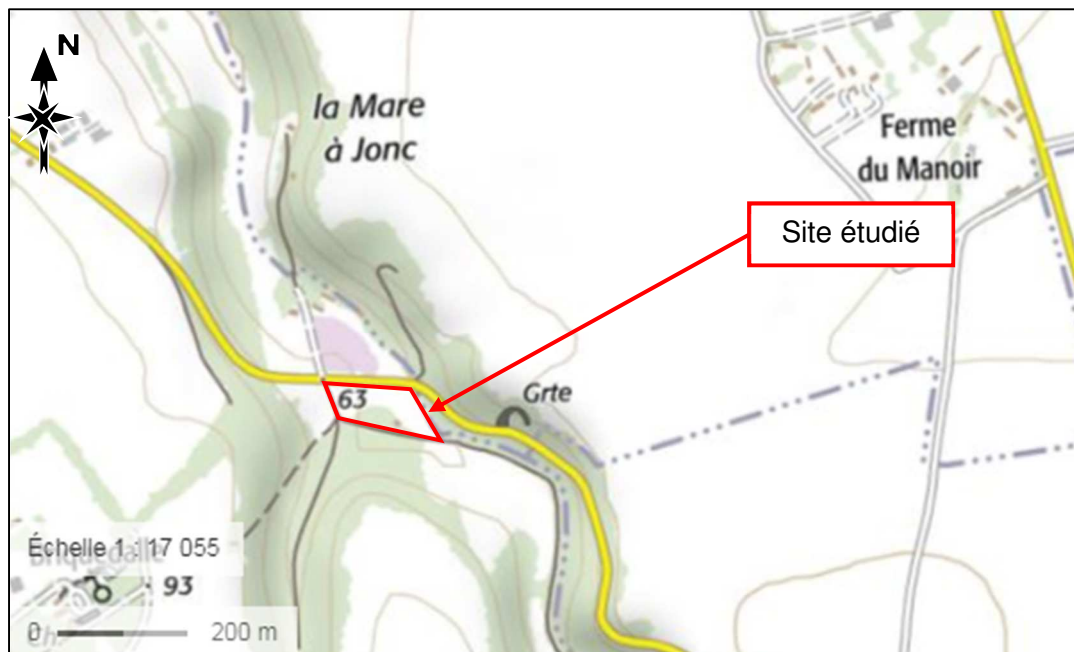 N
la Mare
à Jonc
Ferme
du Manoir
Site étudié
63
Grte
Échelle 1 : 17 055
93
0 200 m